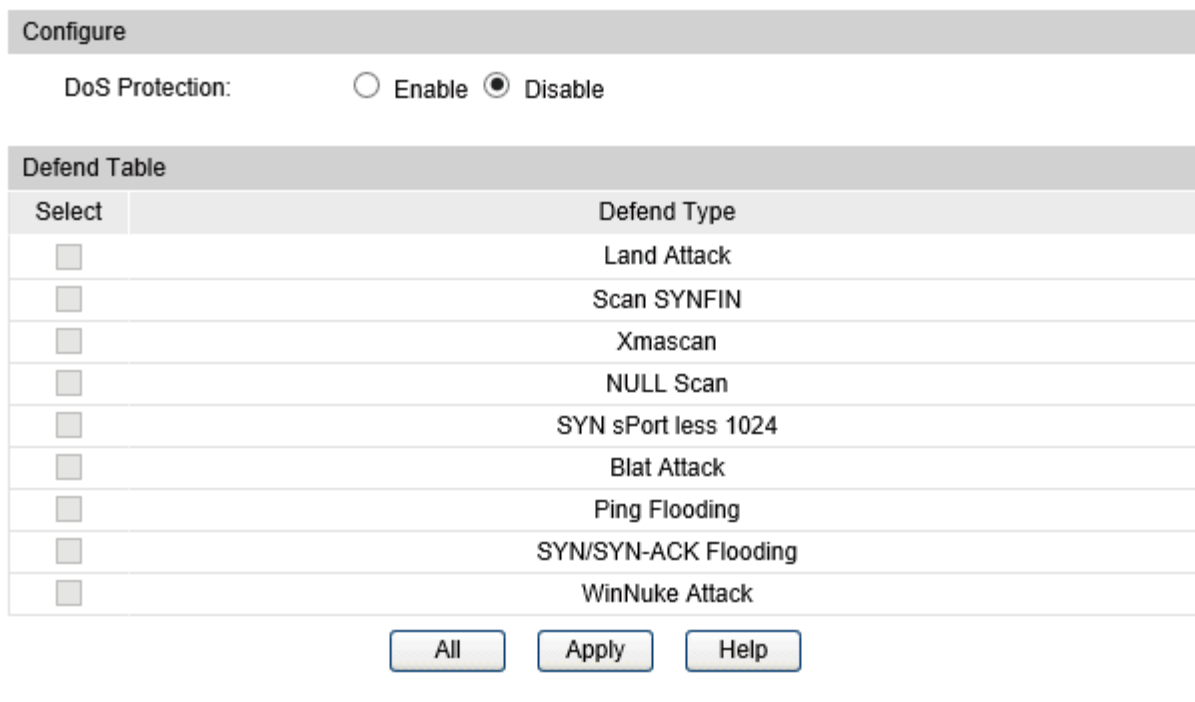 Configure
DoS Protection: Enable Disable
Defend Table
Select Defend Type
Land Attack
Scan SYNFIN
Xmascan
NULL Scan
SYN sPort less 1024
Blat Attack
Ping Flooding
SYN/SYN-ACK Flooding
WinNuke Attack
All Apply Help